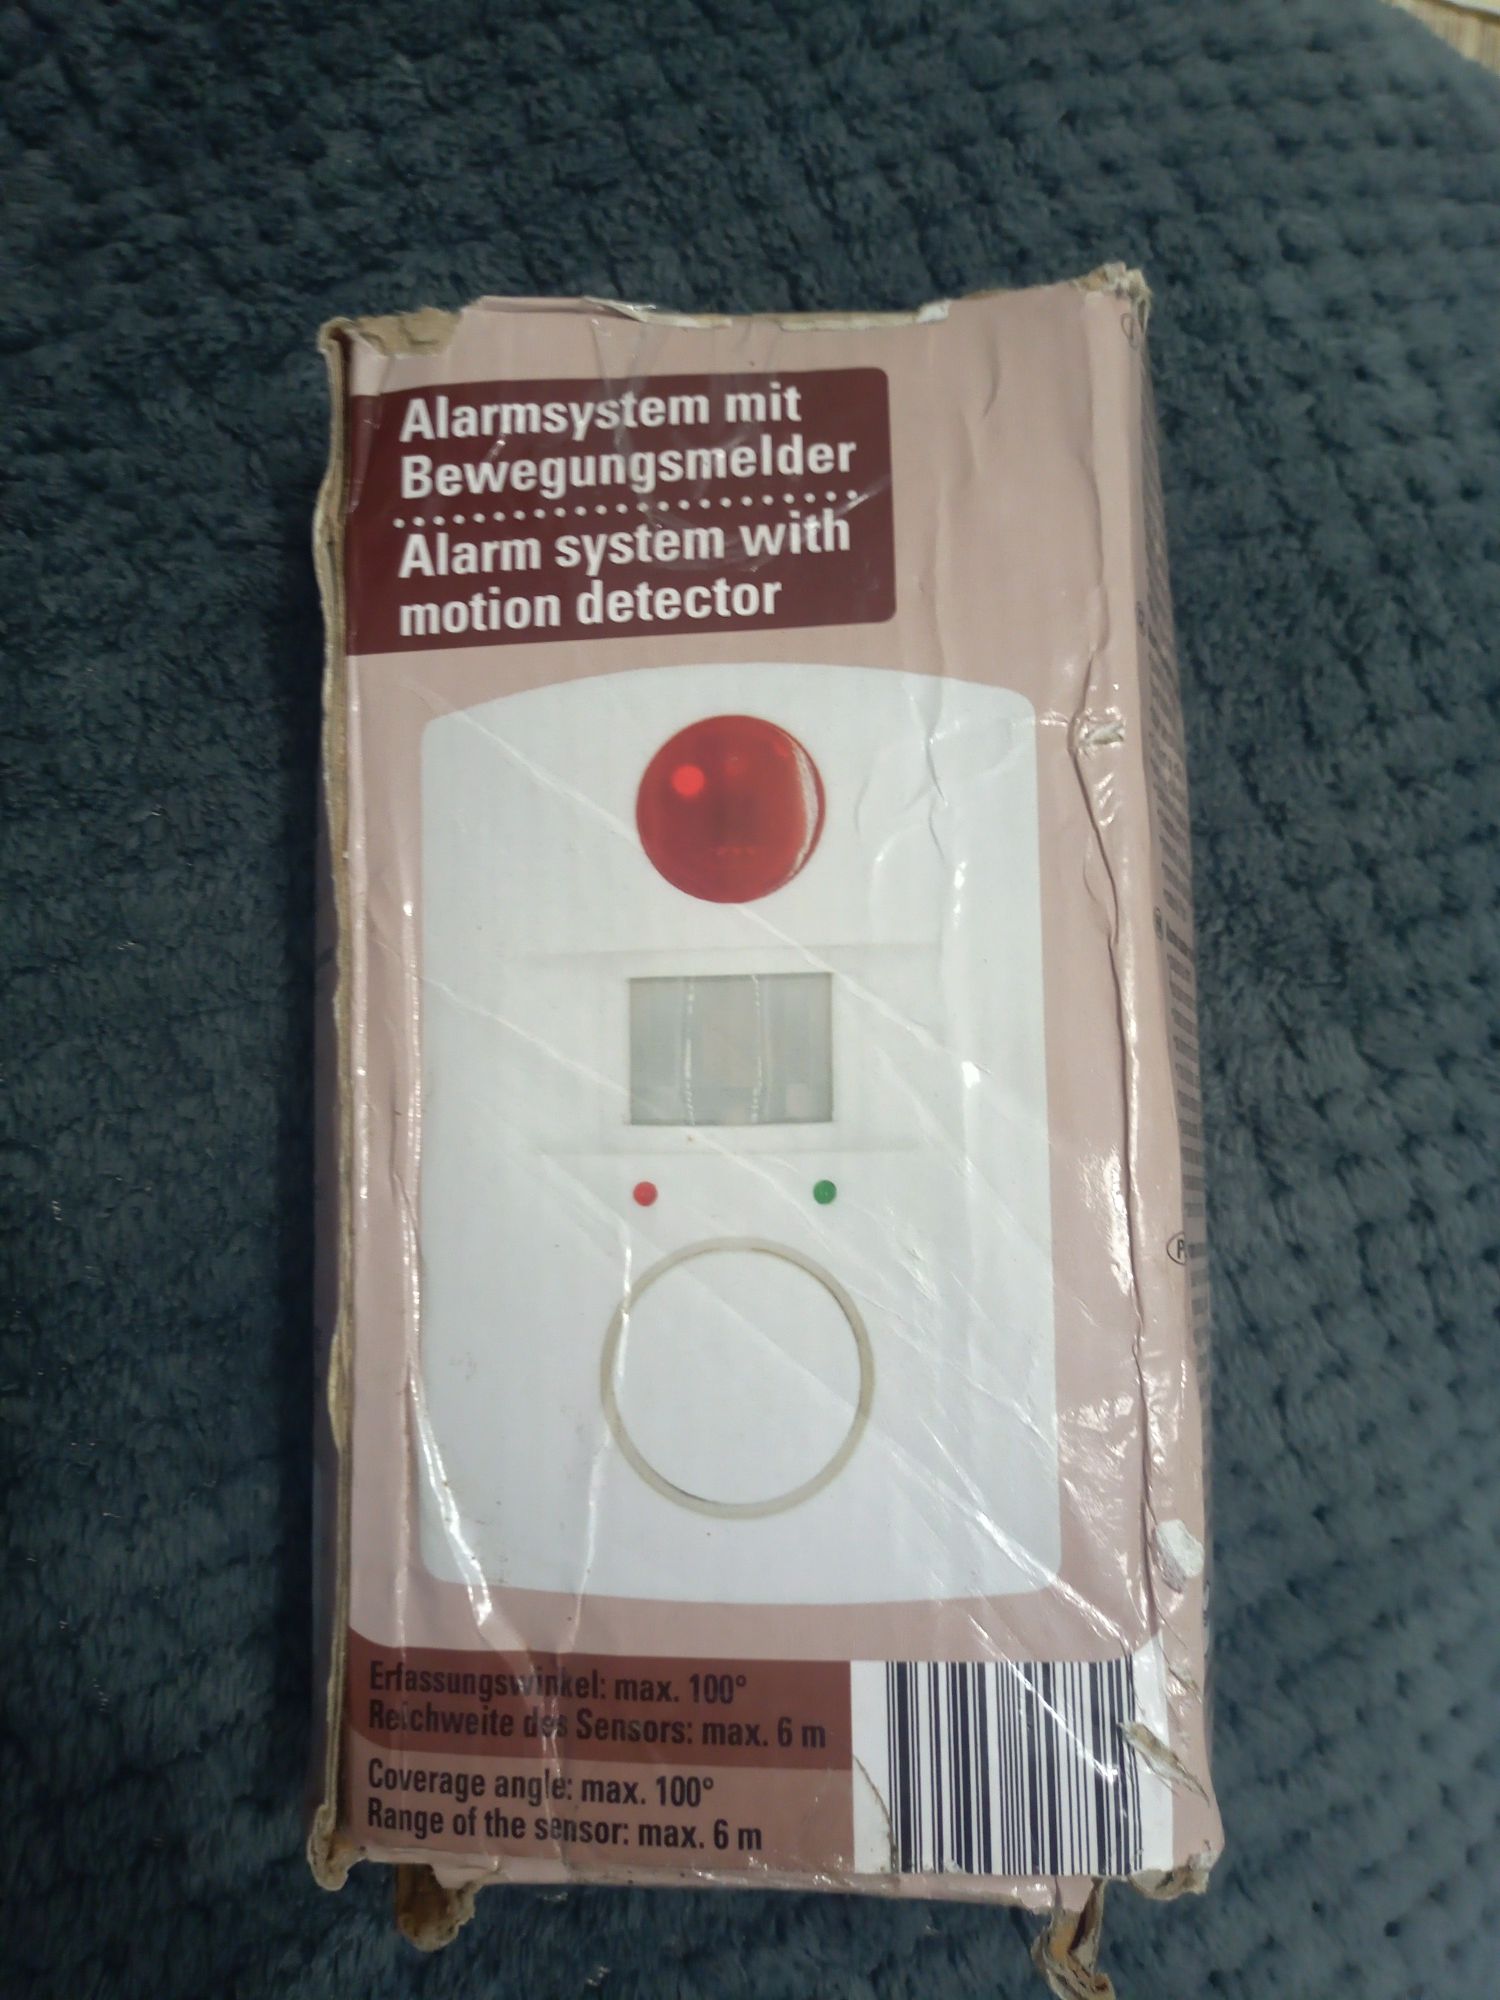 Alarmsystem mit
Bewegungsmelder
Alarm system with
motion detector
Erfassungswinkel: max. 100°
Reichweite des Sensors: max. 6 m
Coverage angle: max. 100°
Range of the sensor: max. 6 m